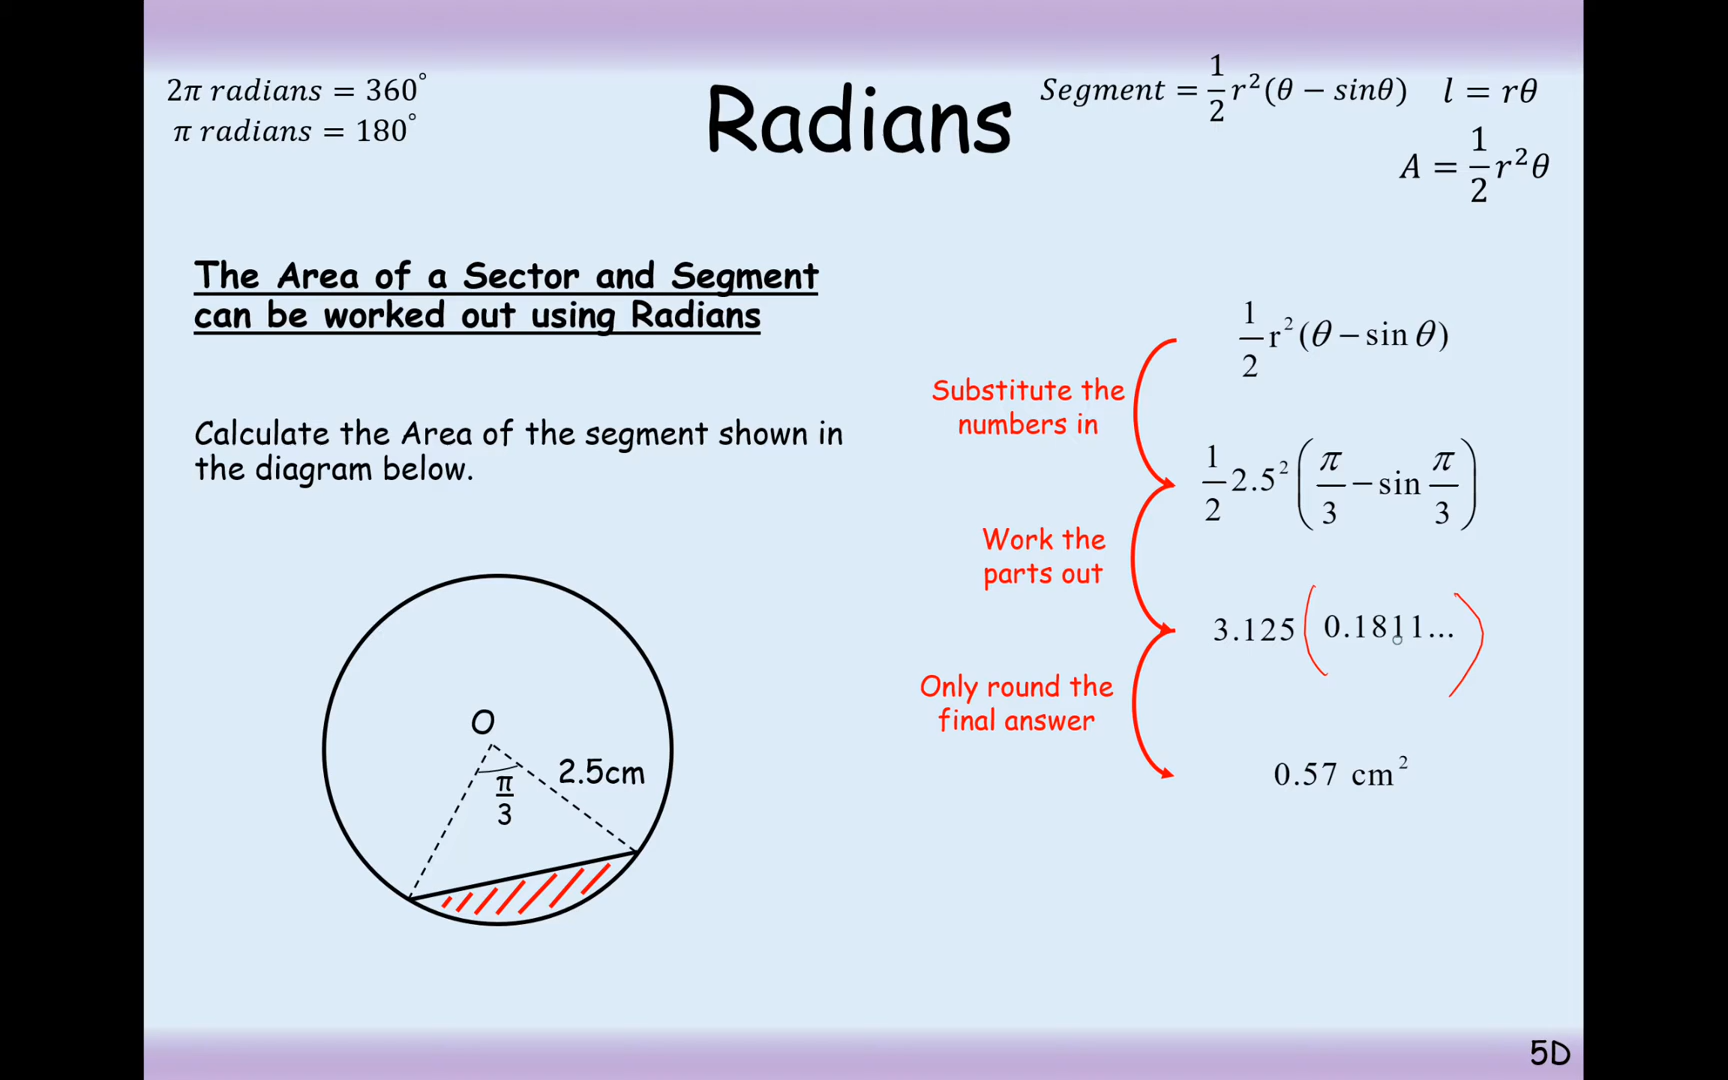 2π radians = 360°
π radians = 180°
Radians
Segment = 1/2 r²(θ − sinθ)
l = rθ
A = 1/2 r²θ
The Area of a Sector and Segment
can be worked out using Radians
Calculate the Area of the segment shown in
the diagram below.
O
π/3
2.5cm
1/2 r²(θ − sin θ)
Substitute the
numbers in
1/2 2.5² (π/3 − sin π/3)
Work the
parts out
3.125 (0.1811...)
Only round the
final answer
0.57 cm²
5D